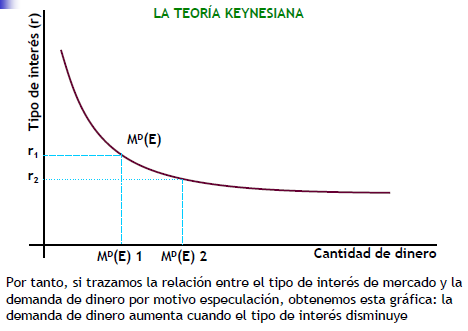 LA TEORÍA KEYNESIANA
Tipo de interés (r)
Mᴰ(E)
r₁
r₂
Mᴰ(E) 1
Mᴰ(E) 2
Cantidad de dinero
Por tanto, si trazamos la relación entre el tipo de interés de mercado y la
demanda de dinero por motivo especulación, obtenemos esta gráfica: la
demanda de dinero aumenta cuando el tipo de interés disminuye